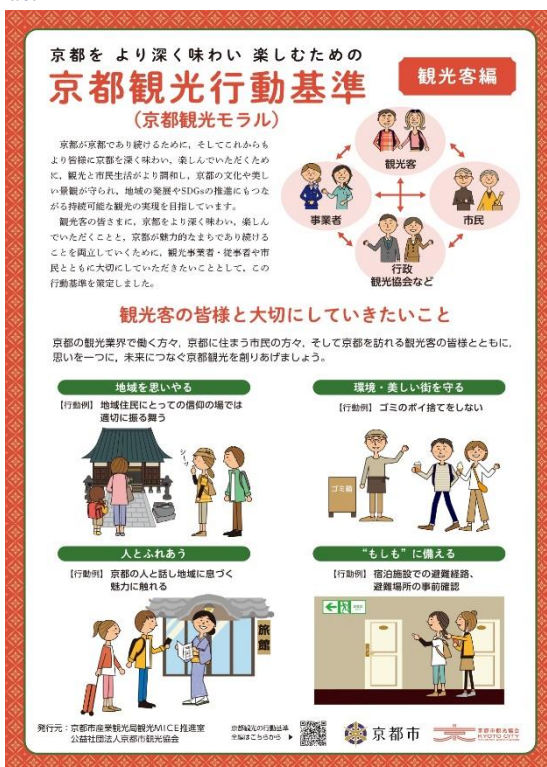 京都を より深く味わい 楽しむための
京都観光行動基準
(京都観光モラル)
観光客編
京都が京都であり続けるために，そしてこれからも
より皆様に京都を深く味わい，楽しんでいただくため
に，観光と市民生活がより調和し，京都の文化や美し
い景観が守られ，地域の発展やSDGsの推進にもつな
がる持続可能な観光の実現を目指しています。
観光客の皆さまに，京都をより深く味わい，楽しん
でいただくことと，京都が魅力的なまちであり続ける
ことを両立していくために，観光事業者・従事者や市
民とともに大切にしていただきたいこととして，この
行動基準を策定しました。
観光客
事業者
市民
行政
観光協会など
観光客の皆様と大切にしていきたいこと
京都の観光業界で働く方々，京都に住まう市民の方々，そして京都を訪れる観光客の皆様とともに，
思いを一つに，未来につなぐ京都観光を創りあげましょう。
地域を思いやる
【行動例】 地域住民にとっての信仰の場では
適切に振る舞う
シーッ
環境・美しい街を守る
【行動例】 ゴミのポイ捨てをしない
ゴミ箱
人とふれあう
【行動例】 京都の人と話し地域に息づく
魅力に触れる
旅館
“もしも”に備える
【行動例】 宿泊施設での避難経路、
避難場所の事前確認
発行元：京都市産業観光局観光MICE推進室
公益社団法人京都市観光協会
京都観光の行動基準
全編はこちらから ▶
京都市
京都市観光協会
KYOTO CITY